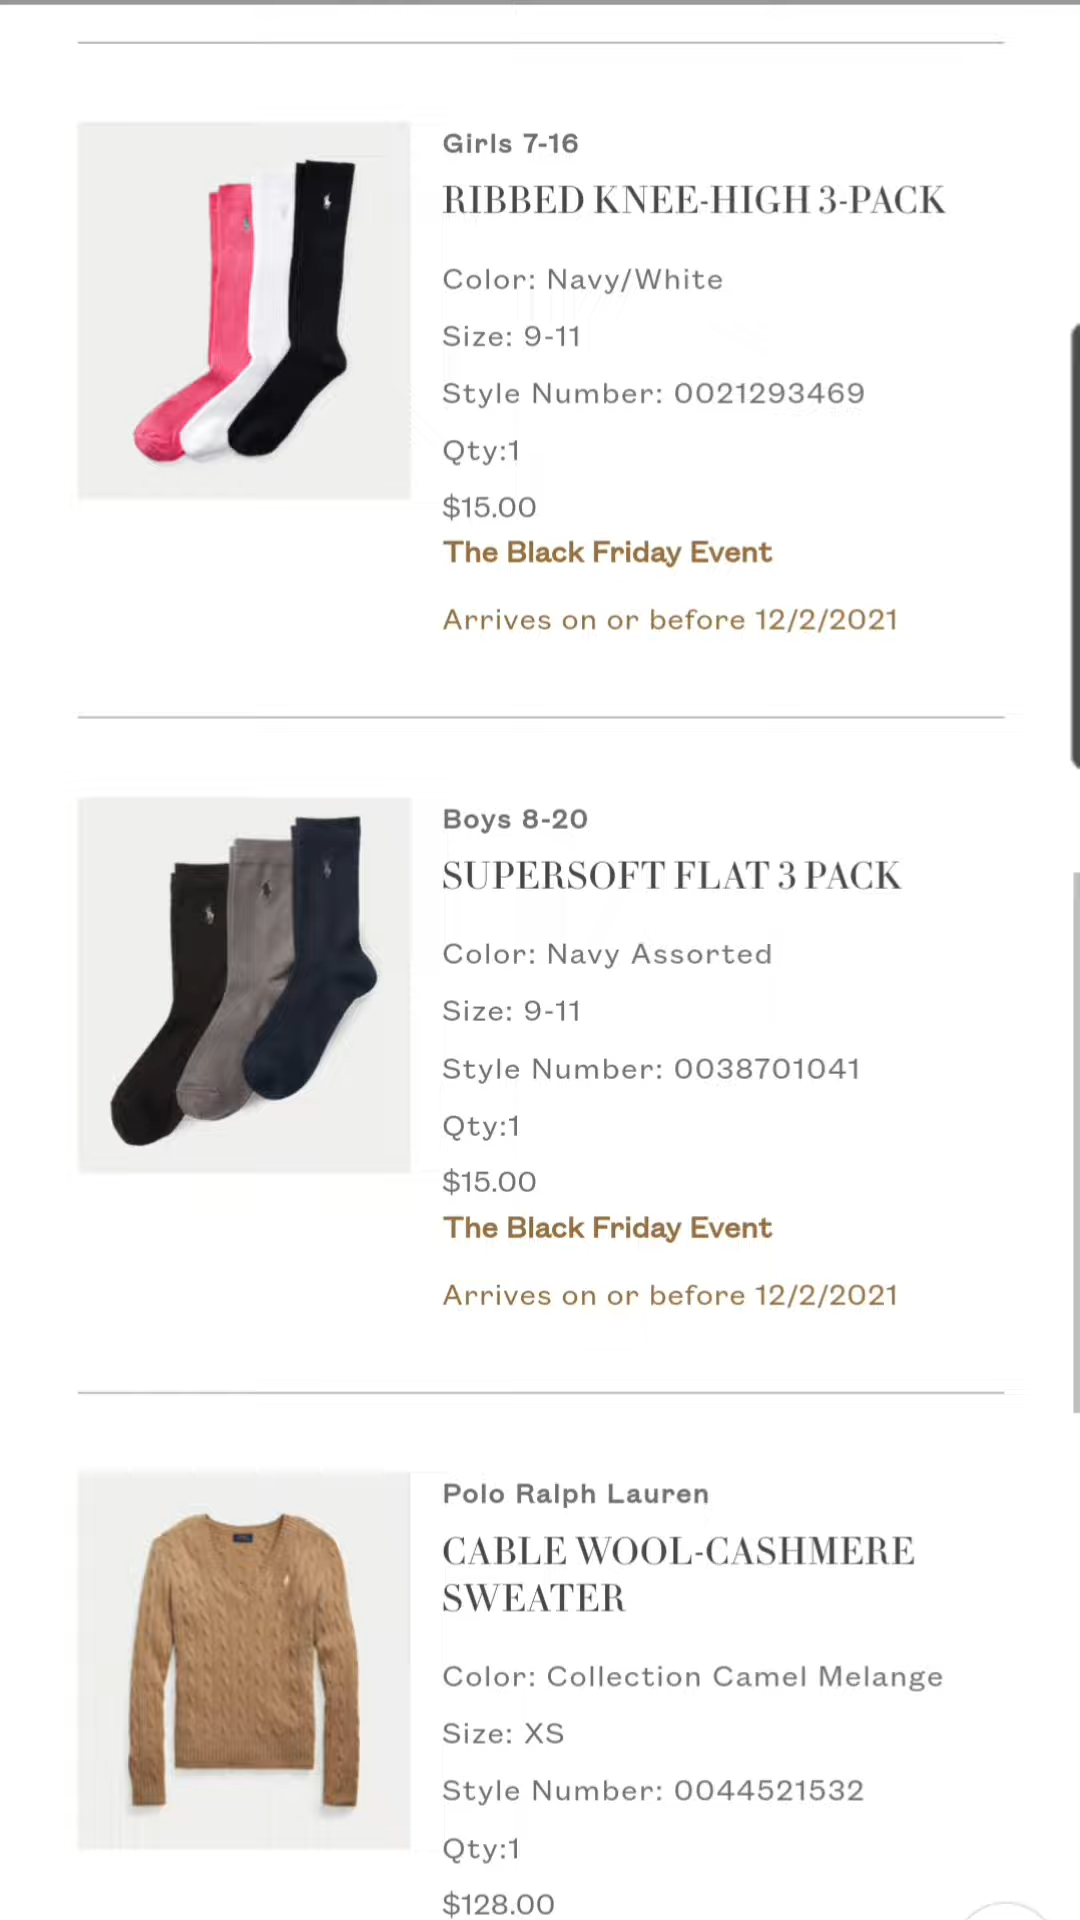 Girls 7-16
RIBBED KNEE-HIGH 3-PACK
Color: Navy/White
Size: 9-11
Style Number: 0021293469
Qty:1
$15.00
The Black Friday Event
Arrives on or before 12/2/2021
Boys 8-20
SUPERSOFT FLAT 3 PACK
Color: Navy Assorted
Size: 9-11
Style Number: 0038701041
Qty:1
$15.00
The Black Friday Event
Arrives on or before 12/2/2021
Polo Ralph Lauren
CABLE WOOL-CASHMERE
SWEATER
Color: Collection Camel Melange
Size: XS
Style Number: 0044521532
Qty:1
$128.00